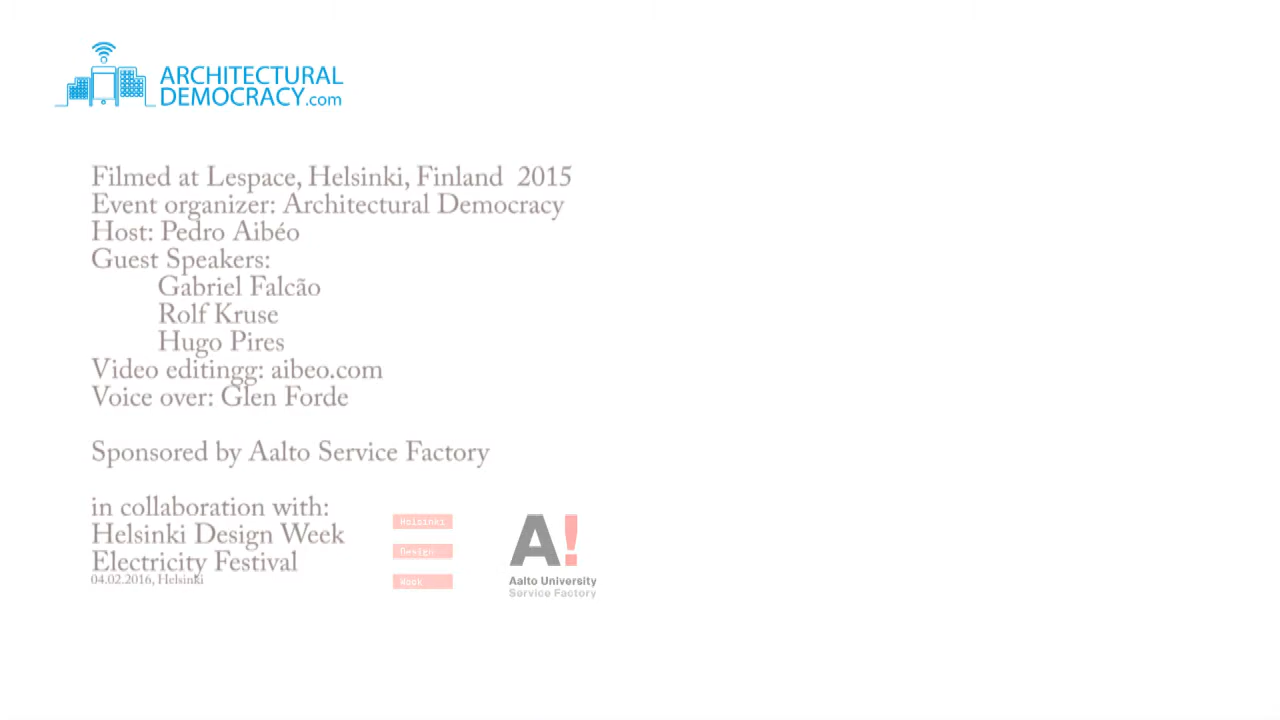 ARCHITECTURAL
DEMOCRACY.com
Filmed at Lespace, Helsinki, Finland 2015
Event organizer: Architectural Democracy
Host: Pedro Aibéo
Guest Speakers:
Gabriel Falcão
Rolf Kruse
Hugo Pires
Video editingg: aibeo.com
Voice over: Glen Forde
Sponsored by Aalto Service Factory
in collaboration with:
Helsinki Design Week
Electricity Festival
04.02.2016, Helsinki
Helsinki
Design
Week
A!
Aalto University
Service Factory